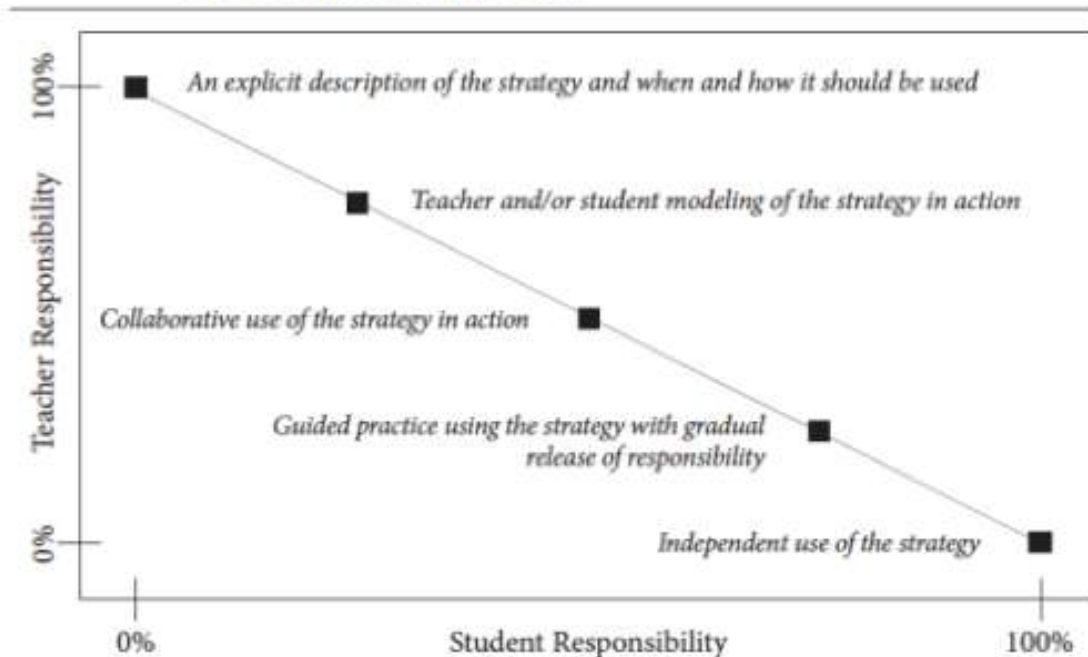 100%
An explicit description of the strategy and when and how it should be used
Teacher and/or student modeling of the strategy in action
Teacher Responsibility
Collaborative use of the strategy in action
Guided practice using the strategy with gradual
release of responsibility
0%
Independent use of the strategy
0%
Student Responsibility
100%